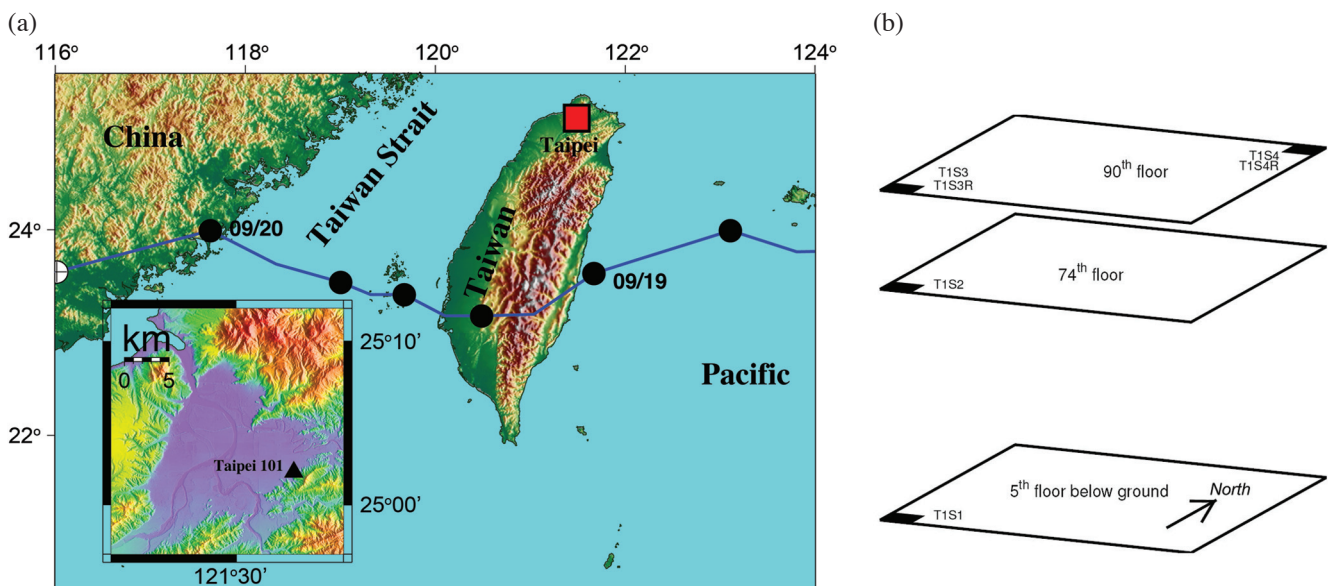 (a)
116°
118°
120°
122°
124°
China
Taiwan Strait
Taipei
24°
09/20
Taiwan
09/19
Pacific
22°
km
0 5
25°10’
Taipei 101
25°00’
121°30’
(b)
T1S3
T1S3R
90th floor
T1S4
T1S4R
T1S2
74th floor
T1S1
5th floor below ground
North